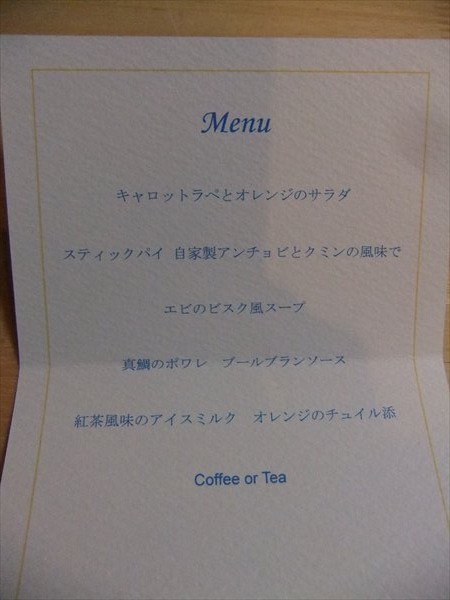 Menu
キャロットラペとオレンジのサラダ
スティックパイ 自家製アンチョビとクミンの風味で
エビのビスク風スープ
真鯛のポワレ ブールブランソース
紅茶風味のアイスミルク オレンジのチュイル添
Coffee or Tea